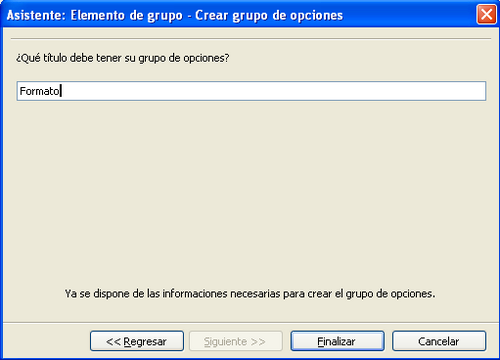 Asistente: Elemento de grupo - Crear grupo de opciones
¿Qué título debe tener su grupo de opciones?
Formato
Ya se dispone de las informaciones necesarias para crear el grupo de opciones.
<< Regresar
Siguiente >>
Finalizar
Cancelar